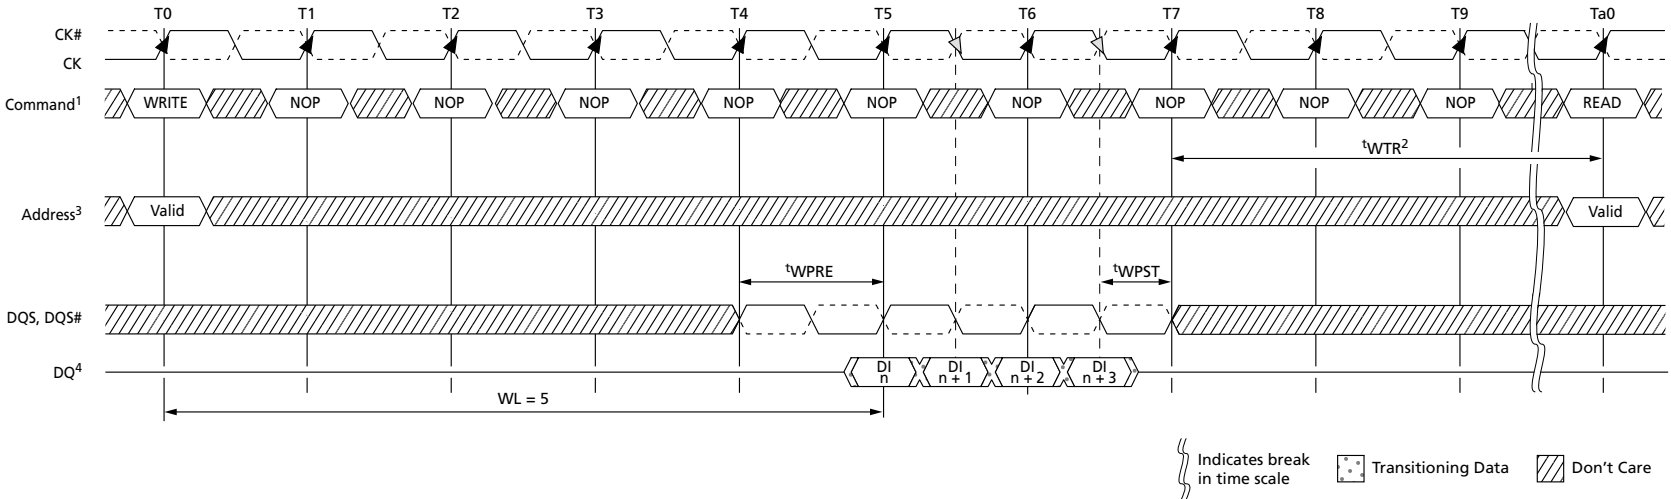 T0 T1 T2 T3 T4 T5 T6 T7 T8 T9 Ta0
CK#
CK
Command1 WRITE NOP NOP NOP NOP NOP NOP NOP NOP NOP READ
tWTR2
Address3 Valid Valid
tWPRE tWPST
DQS, DQS#
DQ4 DI n DI n + 1 DI n + 2 DI n + 3
WL = 5
Indicates break in time scale
Transitioning Data
Don't Care